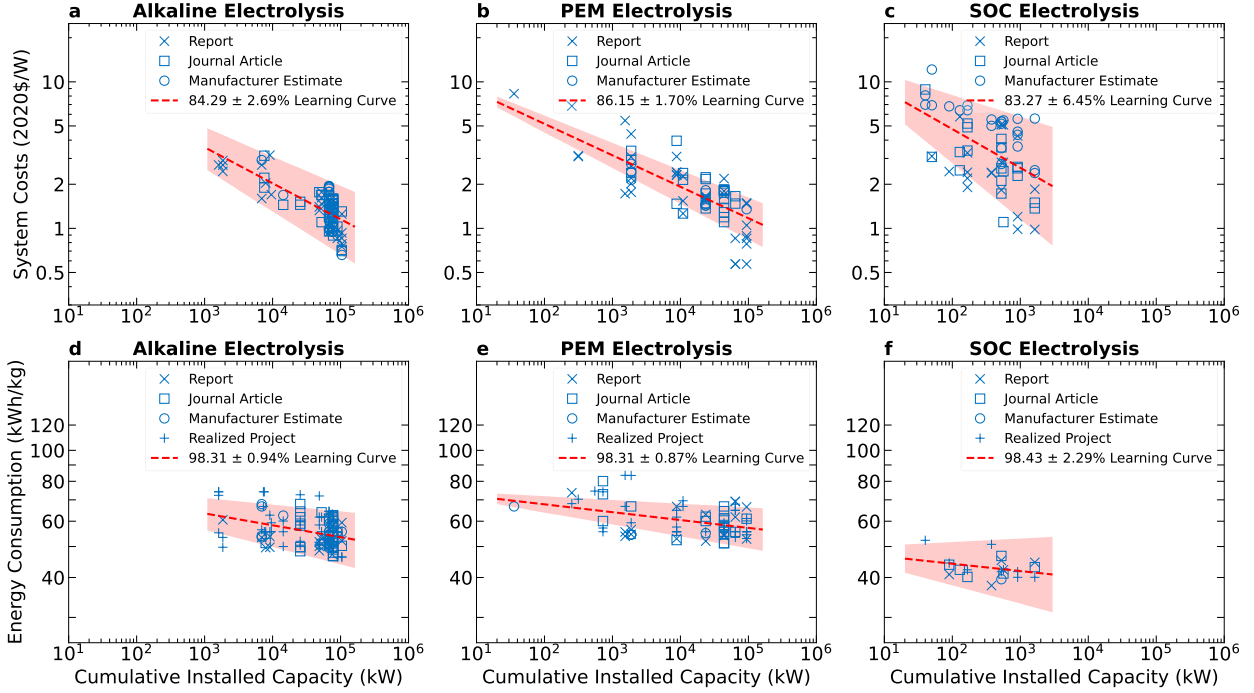 a Alkaline Electrolysis
System Costs (2020$/W)
10
5
2
1
0.5
Report
Journal Article
Manufacturer Estimate
84.29 ± 2.69% Learning Curve
10¹ 10² 10³ 10⁴ 10⁵ 10⁶
b PEM Electrolysis
10
5
2
1
0.5
Report
Journal Article
Manufacturer Estimate
86.15 ± 1.70% Learning Curve
10¹ 10² 10³ 10⁴ 10⁵ 10⁶
c SOC Electrolysis
10
5
2
1
0.5
Report
Journal Article
Manufacturer Estimate
83.27 ± 6.45% Learning Curve
10¹ 10² 10³ 10⁴ 10⁵ 10⁶
d Alkaline Electrolysis
Energy Consumption (kWh/kg)
120
100
80
60
40
Report
Journal Article
Manufacturer Estimate
Realized Project
98.31 ± 0.94% Learning Curve
10¹ 10² 10³ 10⁴ 10⁵ 10⁶
Cumulative Installed Capacity (kW)
e PEM Electrolysis
120
100
80
60
40
Report
Journal Article
Manufacturer Estimate
Realized Project
98.31 ± 0.87% Learning Curve
10¹ 10² 10³ 10⁴ 10⁵ 10⁶
Cumulative Installed Capacity (kW)
f SOC Electrolysis
120
100
80
60
40
Report
Journal Article
Manufacturer Estimate
Realized Project
98.43 ± 2.29% Learning Curve
10¹ 10² 10³ 10⁴ 10⁵ 10⁶
Cumulative Installed Capacity (kW)